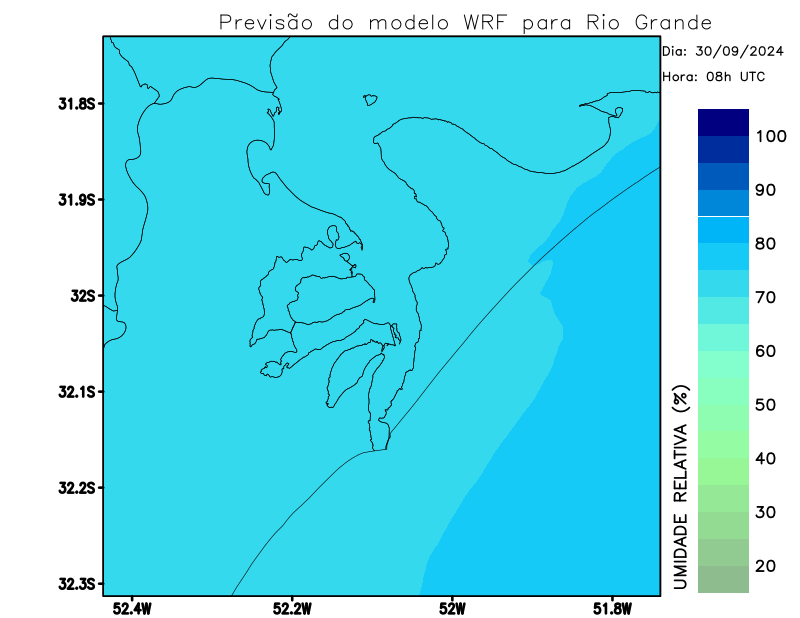 Previsão do modelo WRF para Rio Grande
Dia: 30/09/2024
Hora: 08h UTC
31.8S
31.9S
32S
32.1S
32.2S
32.3S
52.4W
52.2W
52W
51.8W
UMIDADE RELATIVA (%)
100
90
80
70
60
50
40
30
20